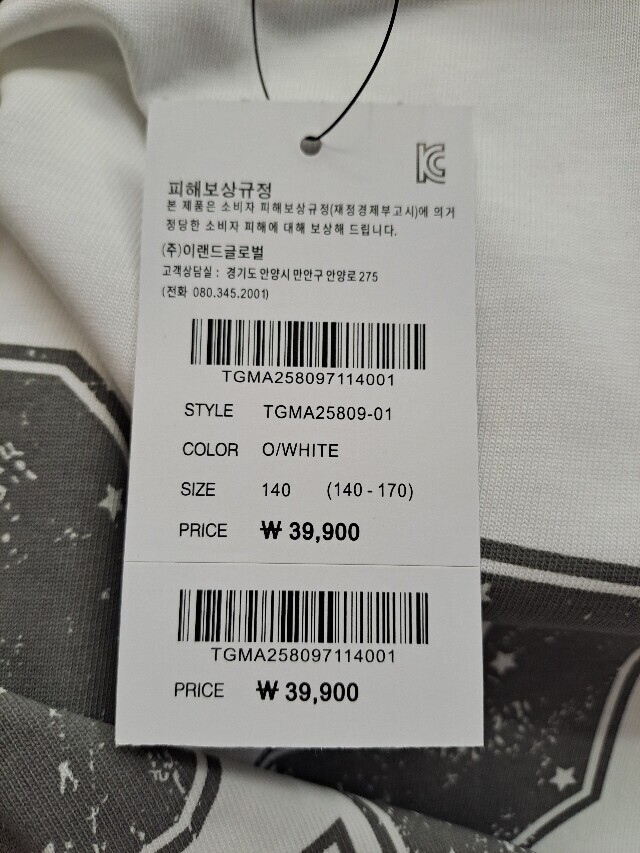 피해보상규정
본 제품은 소비자 피해보상규정(재정경제부고시)에 의거
정당한 소비자 피해에 대해 보상해 드립니다.
(주)이랜드글로벌
고객상담실 : 경기도 안양시 만안구 안양로 275
(전화 080.345.2001)
TGMA258097114001
STYLE TGMA25809-01
COLOR O/WHITE
SIZE 140 (140 - 170)
PRICE ₩ 39,900
TGMA258097114001
PRICE ₩ 39,900